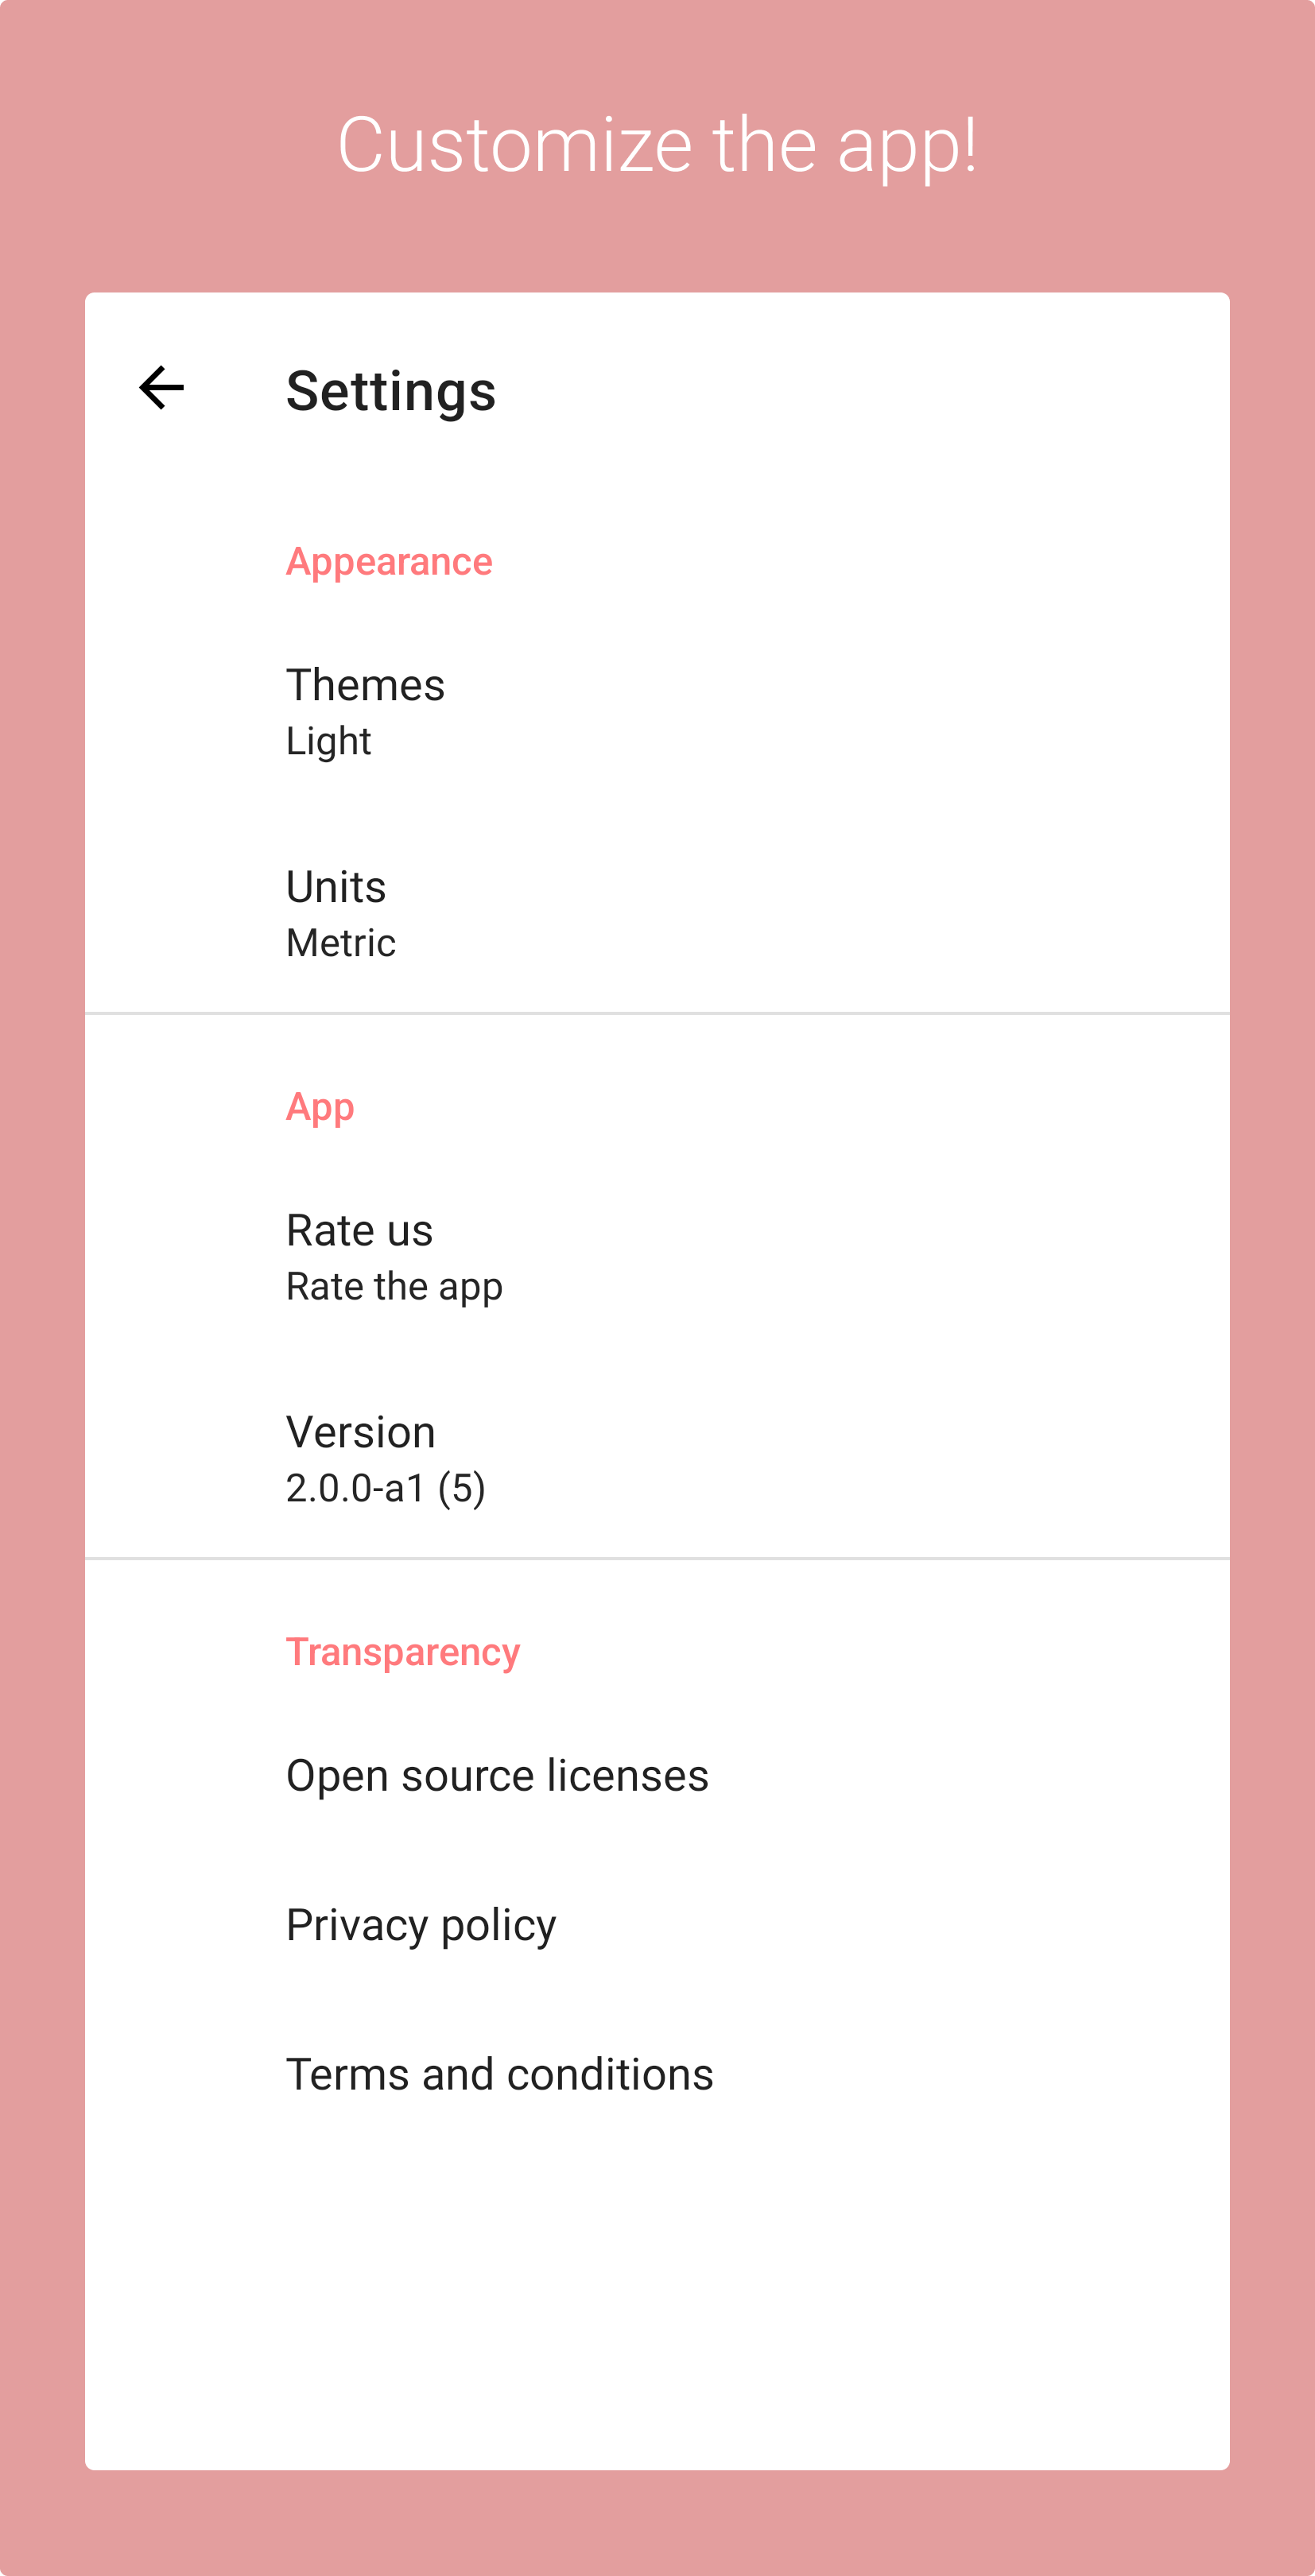 Customize the app!
Settings
Appearance
Themes
Light
Units
Metric
App
Rate us
Rate the app
Version
2.0.0-a1 (5)
Transparency
Open source licenses
Privacy policy
Terms and conditions